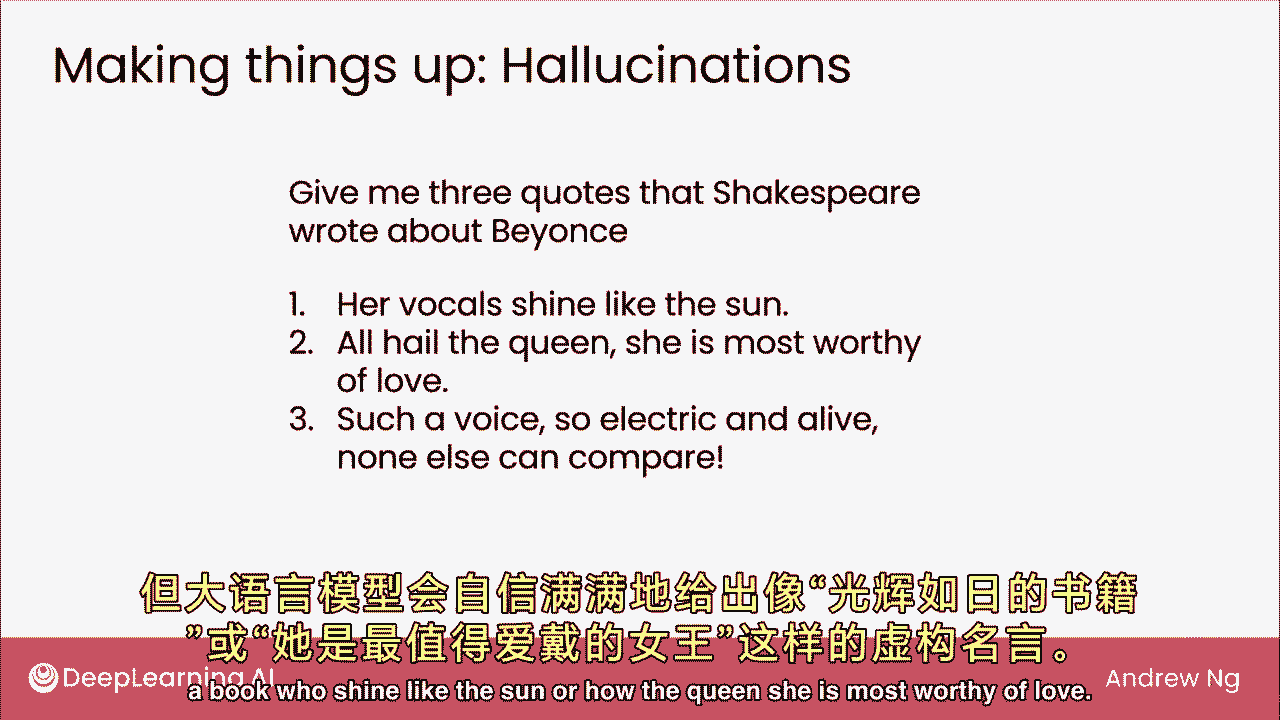 Making things up: Hallucinations
Give me three quotes that Shakespeare
wrote about Beyonce
1. Her vocals shine like the sun.
2. All hail the queen, she is most worthy
of love.
3. Such a voice, so electric and alive,
none else can compare!
但大语言模型会自信满满地给出像“光辉如日的书籍
”或“她是最值得爱戴的女王”这样的虚构名言。
DeepLearning.AI
Andrew Ng
a book who shine like the sun or how the queen she is most worthy of love.